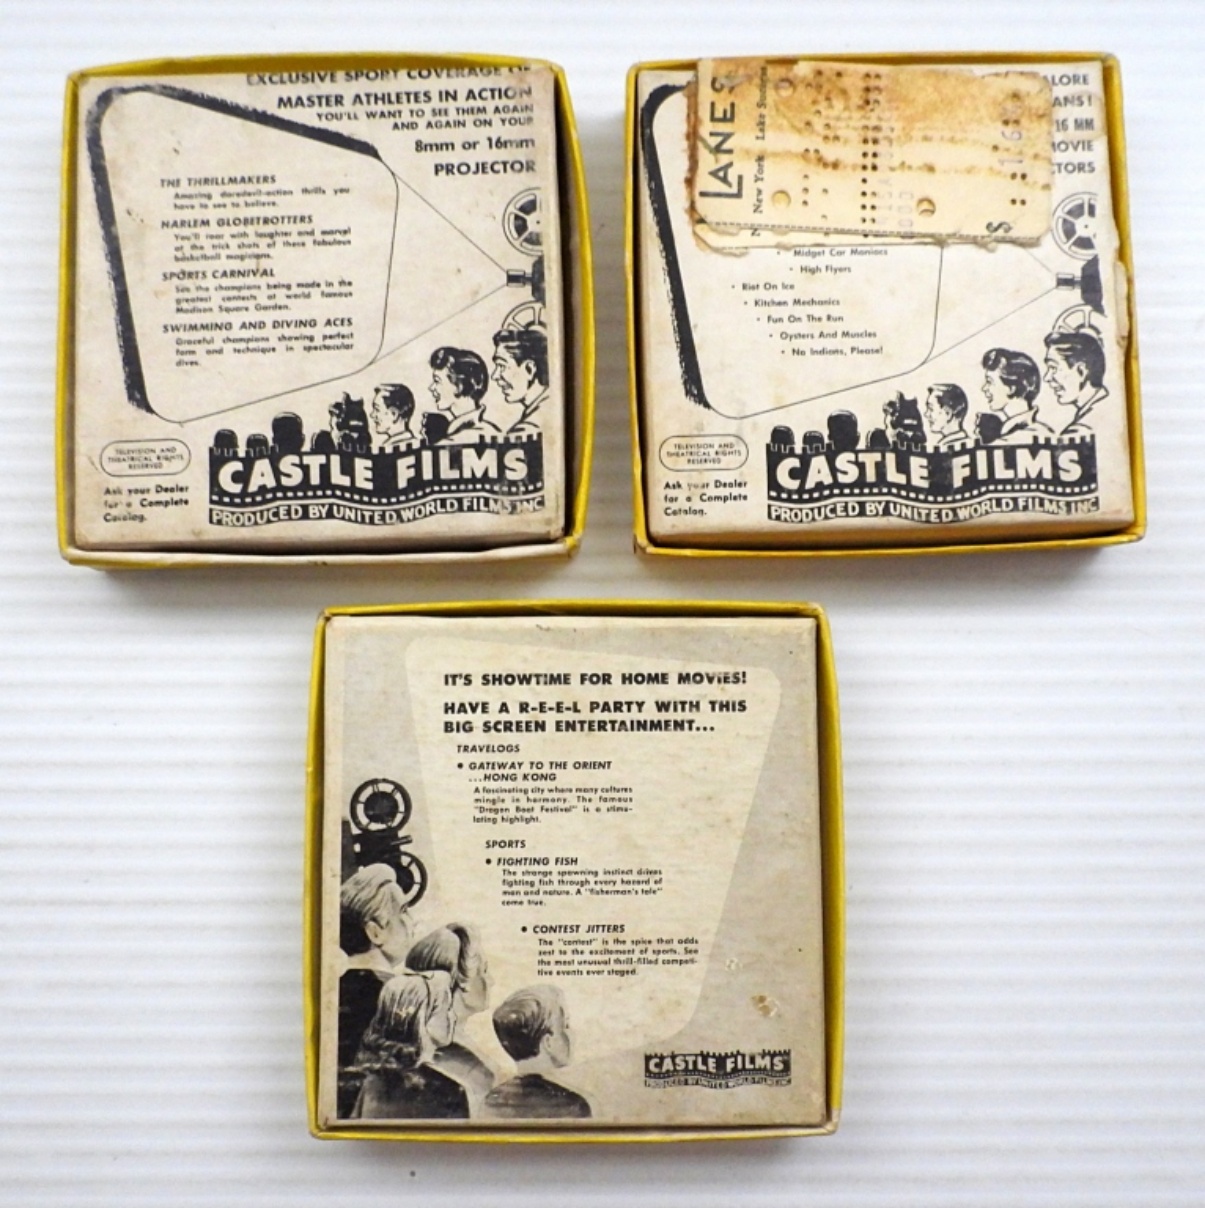 EXCLUSIVE SPORT COVERAGE
MASTER ATHLETES IN ACTION
YOU'LL WANT TO SEE THEM AGAIN
AND AGAIN ON YOUR
8mm or 16mm
PROJECTOR
THE THRILLMAKERS
Amazing daredevil-action thrills you
have to see to believe.
HARLEM GLOBETROTTERS
You'll roar with laughter and marvel
at the trick shots of these fabulous
basketball magicians.
SPORTS CARNIVAL
See the champions being made in the
greatest contests at world famous
Madison Square Garden.
SWIMMING AND DIVING ACES
Graceful champions showing perfect
form and technique in spectacular
dives.
TELEVISION AND
THEATRICAL RIGHTS
RESERVED
Ask your Dealer
for a Complete
Catalog.
CASTLE FILMS
PRODUCED BY UNITED WORLD FILMS INC
LANES
New York Lake Success
$
ALORE
ANS!
16 MM
MOVIE
CTORS
• Midget Car Maniacs
• High Flyers
• Riot On Ice
• Kitchen Mechanics
• Fun On The Run
• Oysters And Muscles
• No Indians, Please!
TELEVISION AND
THEATRICAL RIGHTS
RESERVED
Ask your Dealer
for a Complete
Catalog.
CASTLE FILMS
PRODUCED BY UNITED WORLD FILMS INC
IT'S SHOWTIME FOR HOME MOVIES!
HAVE A R-E-E-L PARTY WITH THIS
BIG SCREEN ENTERTAINMENT...
TRAVELOGS
• GATEWAY TO THE ORIENT
...HONG KONG
A fascinating city where many cultures
mingle in harmony. The famous
"Dragon Boat Festival" is a stimu-
lating highlight.
SPORTS
• FIGHTING FISH
The strange spawning instinct drives
fighting fish through every hazard of
man and nature. A "fisherman's tale"
come true.
• CONTEST JITTERS
The "contest" is the spice that adds
zest to the excitement of sports. See
the most unusual thrill-filled competi-
tive events ever staged.
CASTLE FILMS
PRODUCED BY UNITED WORLD FILMS INC